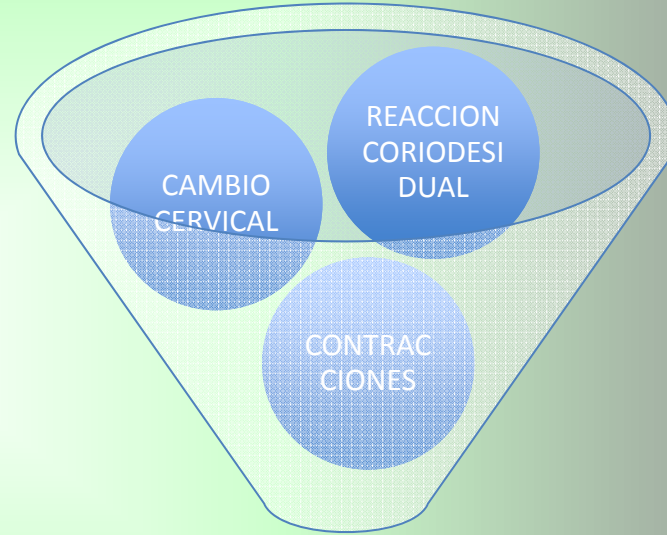 CAMBIO
CERVICAL
REACCION
CORIODESI
DUAL
CONTRAC
CIONES